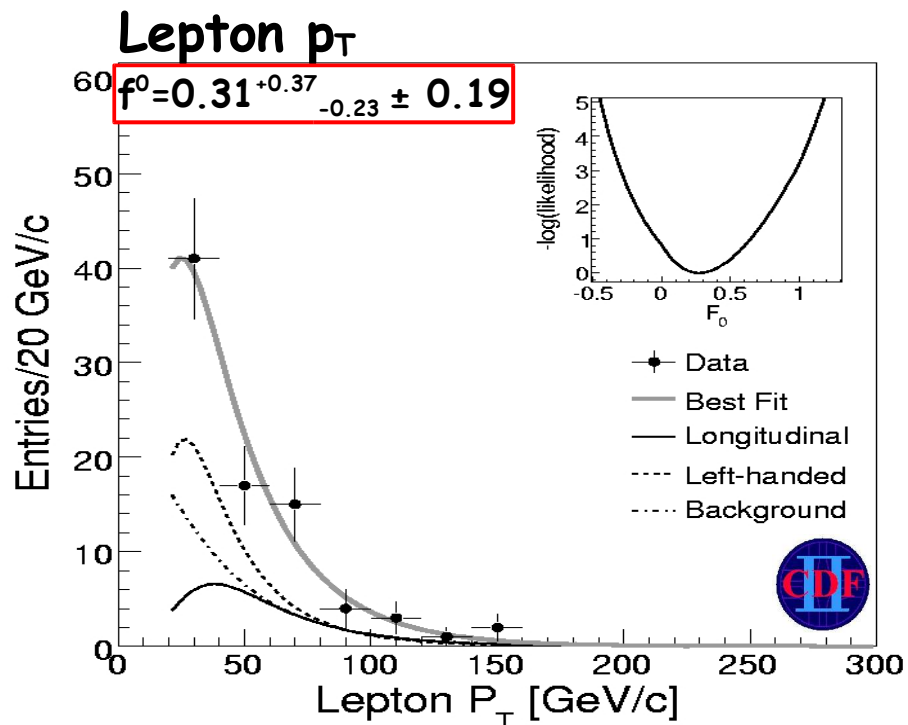 Lepton pT
f⁰=0.31 +0.37 -0.23 ± 0.19
Entries/20 GeV/c
60
50
40
30
20
10
0
0 50 100 150 200 250 300
Lepton PT [GeV/c]
-log(likelihood)
5
4
3
2
1
0
-0.5 0 0.5 1
F0
Data
Best Fit
Longitudinal
Left-handed
Background
II
CDF